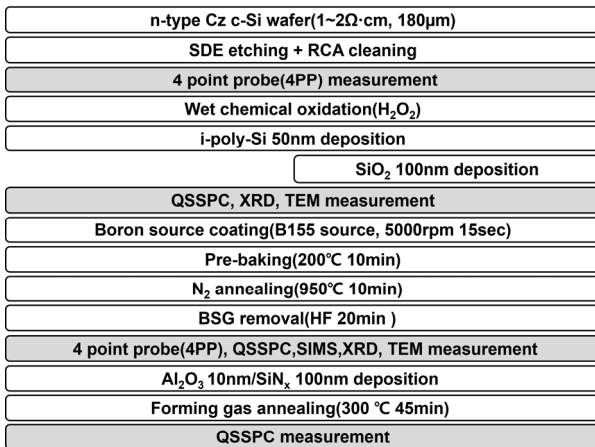 n-type Cz c-Si wafer(1~2Ω·cm, 180μm)
SDE etching + RCA cleaning
4 point probe(4PP) measurement
Wet chemical oxidation(H₂O₂)
i-poly-Si 50nm deposition
SiO₂ 100nm deposition
QSSPC, XRD, TEM measurement
Boron source coating(B155 source, 5000rpm 15sec)
Pre-baking(200℃ 10min)
N₂ annealing(950℃ 10min)
BSG removal(HF 20min )
4 point probe(4PP), QSSPC,SIMS,XRD, TEM measurement
Al₂O₃ 10nm/SiNₓ 100nm deposition
Forming gas annealing(300 ℃ 45min)
QSSPC measurement